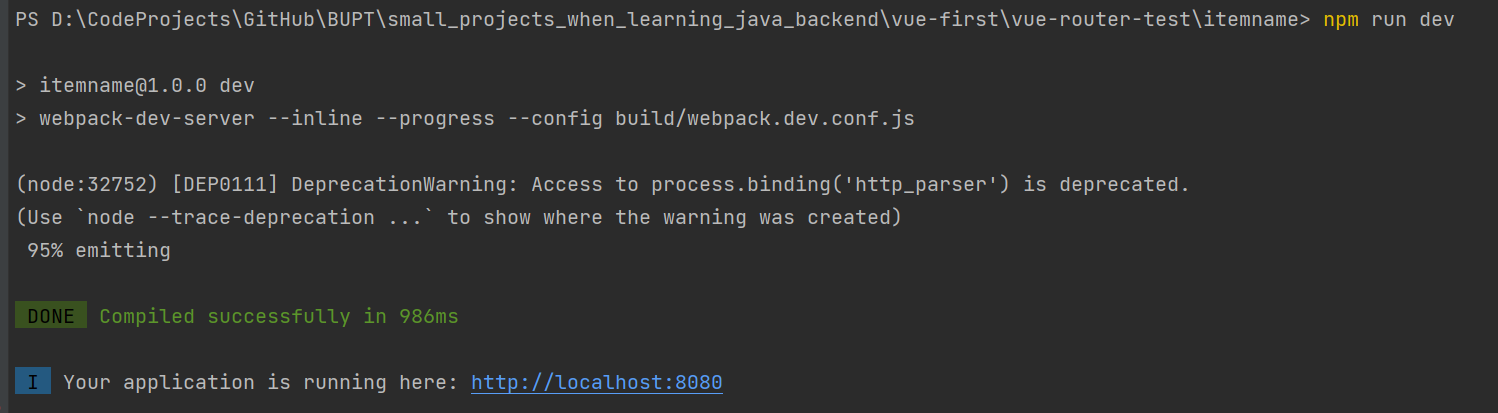 PS D:\CodeProjects\GitHub\BUPT\small_projects_when_learning_java_backend\vue-first\vue-router-test\itemname> npm run dev
> itemname@1.0.0 dev
> webpack-dev-server --inline --progress --config build/webpack.dev.conf.js
(node:32752) [DEP0111] DeprecationWarning: Access to process.binding('http_parser') is deprecated.
(Use `node --trace-deprecation ...` to show where the warning was created)
95% emitting
DONE Compiled successfully in 986ms
I Your application is running here: http://localhost:8080